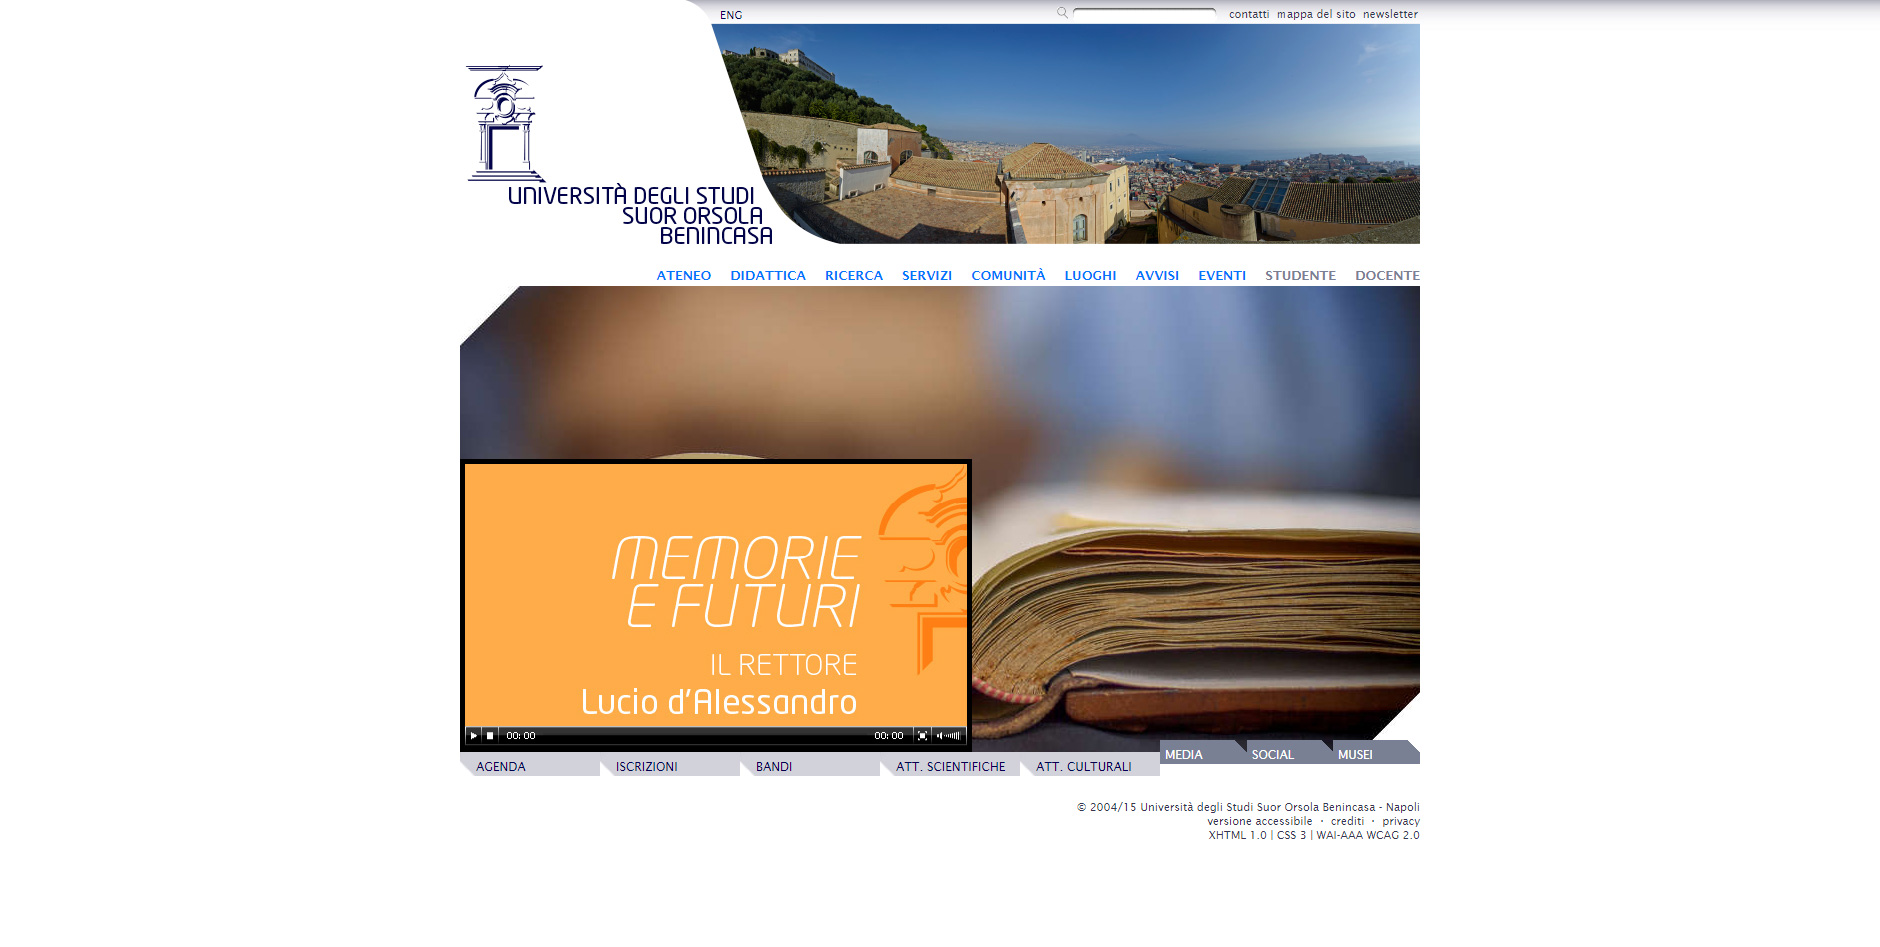 ENG
contatti mappa del sito newsletter
UNIVERSITÀ DEGLI STUDI
SUOR ORSOLA
BENINCASA
ATENEO DIDATTICA RICERCA SERVIZI COMUNITÀ LUOGHI AVVISI EVENTI STUDENTE DOCENTE
MEMORIE
E FUTURI
IL RETTORE
Lucio d'Alessandro
00:00 00:00
MEDIA SOCIAL MUSEI
AGENDA ISCRIZIONI BANDI ATT. SCIENTIFICHE ATT. CULTURALI
© 2004/15 Università degli Studi Suor Orsola Benincasa - Napoli
versione accessibile · crediti · privacy
XHTML 1.0 | CSS 3 | WAI-AAA WCAG 2.0